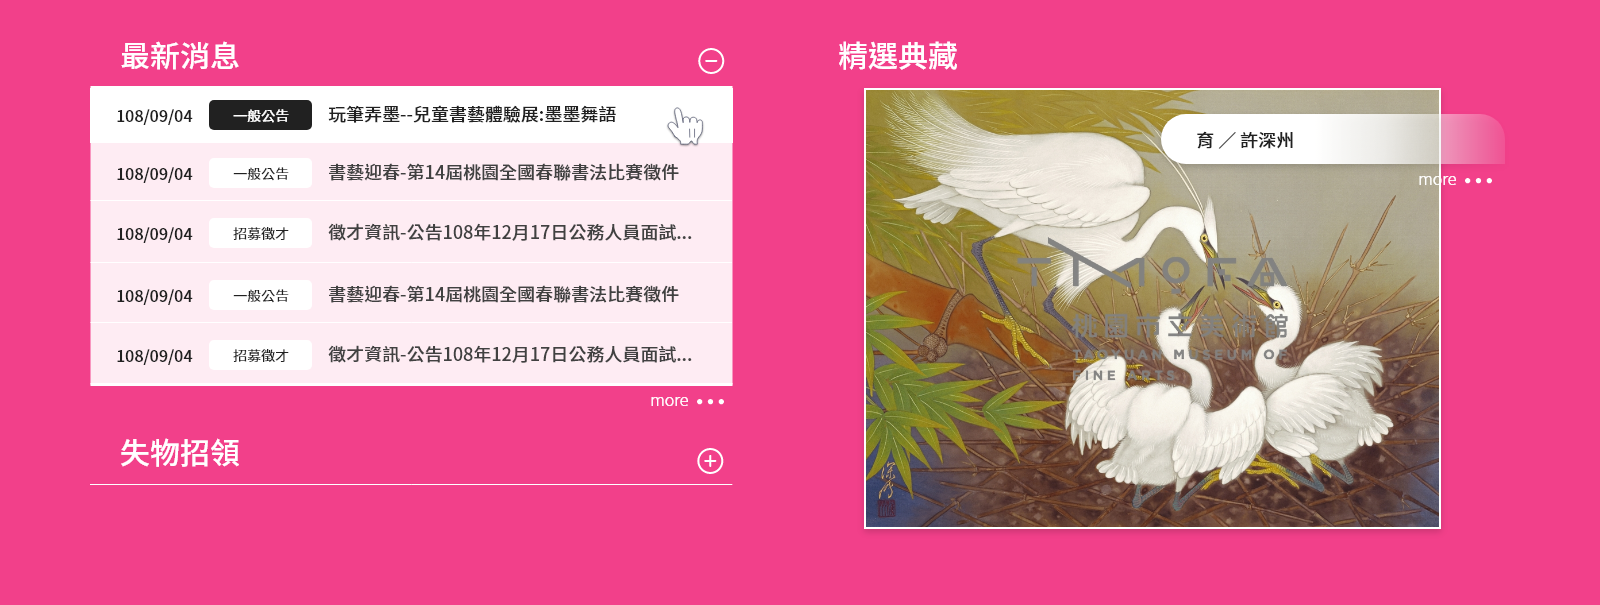 最新消息
108/09/04 一般公告 玩筆弄墨--兒童書藝體驗展:墨墨舞語
108/09/04 一般公告 書藝迎春-第14屆桃園全國春聯書法比賽徵件
108/09/04 招募徵才 徵才資訊-公告108年12月17日公務人員面試...
108/09/04 一般公告 書藝迎春-第14屆桃園全國春聯書法比賽徵件
108/09/04 招募徵才 徵才資訊-公告108年12月17日公務人員面試...
more
失物招領
精選典藏
育 ／ 許深州
more
TMOFA
桃園市立美術館
TAOYUAN MUSEUM OF
FINE ARTS